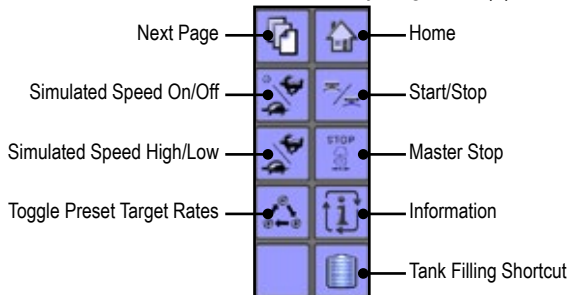 Next Page
Home
Simulated Speed On/Off
Start/Stop
Simulated Speed High/Low
STOP
Master Stop
Toggle Preset Target Rates
i
Information
Tank Filling Shortcut